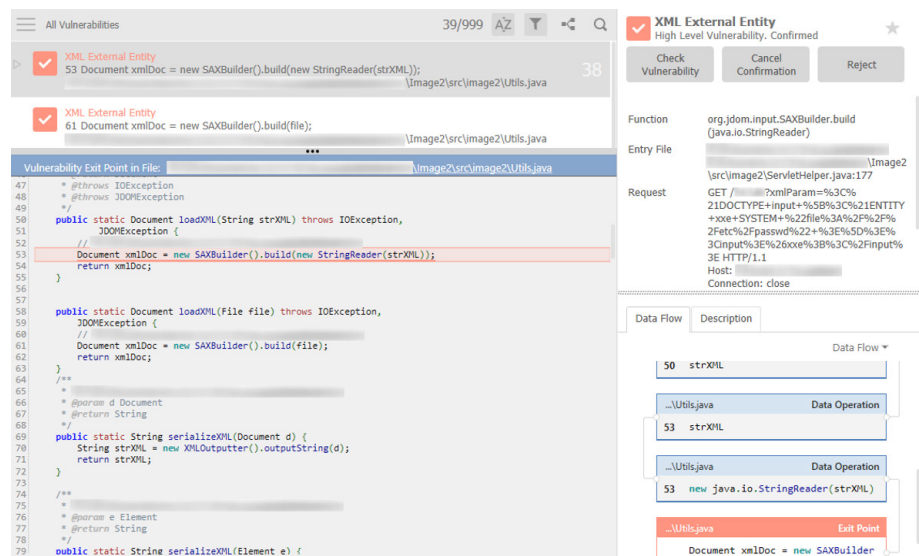 All Vulnerabilities
39/999
XML External Entity
53 Document xmlDoc = new SAXBuilder().build(new StringReader(strXML));
\Image2\src\image2\Utils.java
38
XML External Entity
61 Document xmlDoc = new SAXBuilder().build(file);
\Image2\src\image2\Utils.java
Vulnerability Exit Point in File: \Image2\src\image2\Utils.java
47 * @throws IOException
48 * @throws JDOMException
49 */
50 public static Document loadXML(String strXML) throws IOException,
51 JDOMException {
52 //
53 Document xmlDoc = new SAXBuilder().build(new StringReader(strXML));
54 return xmlDoc;
55 }
56
57
58 public static Document loadXML(File file) throws IOException,
59 JDOMException {
60 //
61 Document xmlDoc = new SAXBuilder().build(file);
62 return xmlDoc;
63 }
64 /**
65 *
66 * @param d Document
67 * @return String
68 */
69 public static String serializeXML(Document d) {
70 String strXML = new XMLOutputter().outputString(d);
71 return strXML;
72 }
73
74 /**
75 *
76 * @param e Element
77 * @return String
78 */
79 public static String serializeXML(Element e) {
XML External Entity
High Level Vulnerability. Confirmed
Check
Vulnerability
Cancel
Confirmation
Reject
Function org.jdom.input.SAXBuilder.build
(java.io.StringReader)
Entry File \Image2
\src\image2\ServletHelper.java:177
Request GET / ?xmlParam=%3C%
21DOCTYPE+input+%5B%3C%21ENTITY
+xxe+SYSTEM+%22file%3A%2F%2F%
2Fetc%2Fpasswd%22+%3E%5D%3E%
3Cinput%3E%26xxe%3B%3C%2Finput%
3E HTTP/1.1
Host:
Connection: close
Data Flow Description
Data Flow
50 strXML
...\Utils.java Data Operation
53 strXML
...\Utils.java Data Operation
53 new java.io.StringReader(strXML)
...\Utils.java Exit Point
Document xmlDoc = new SAXBuilder